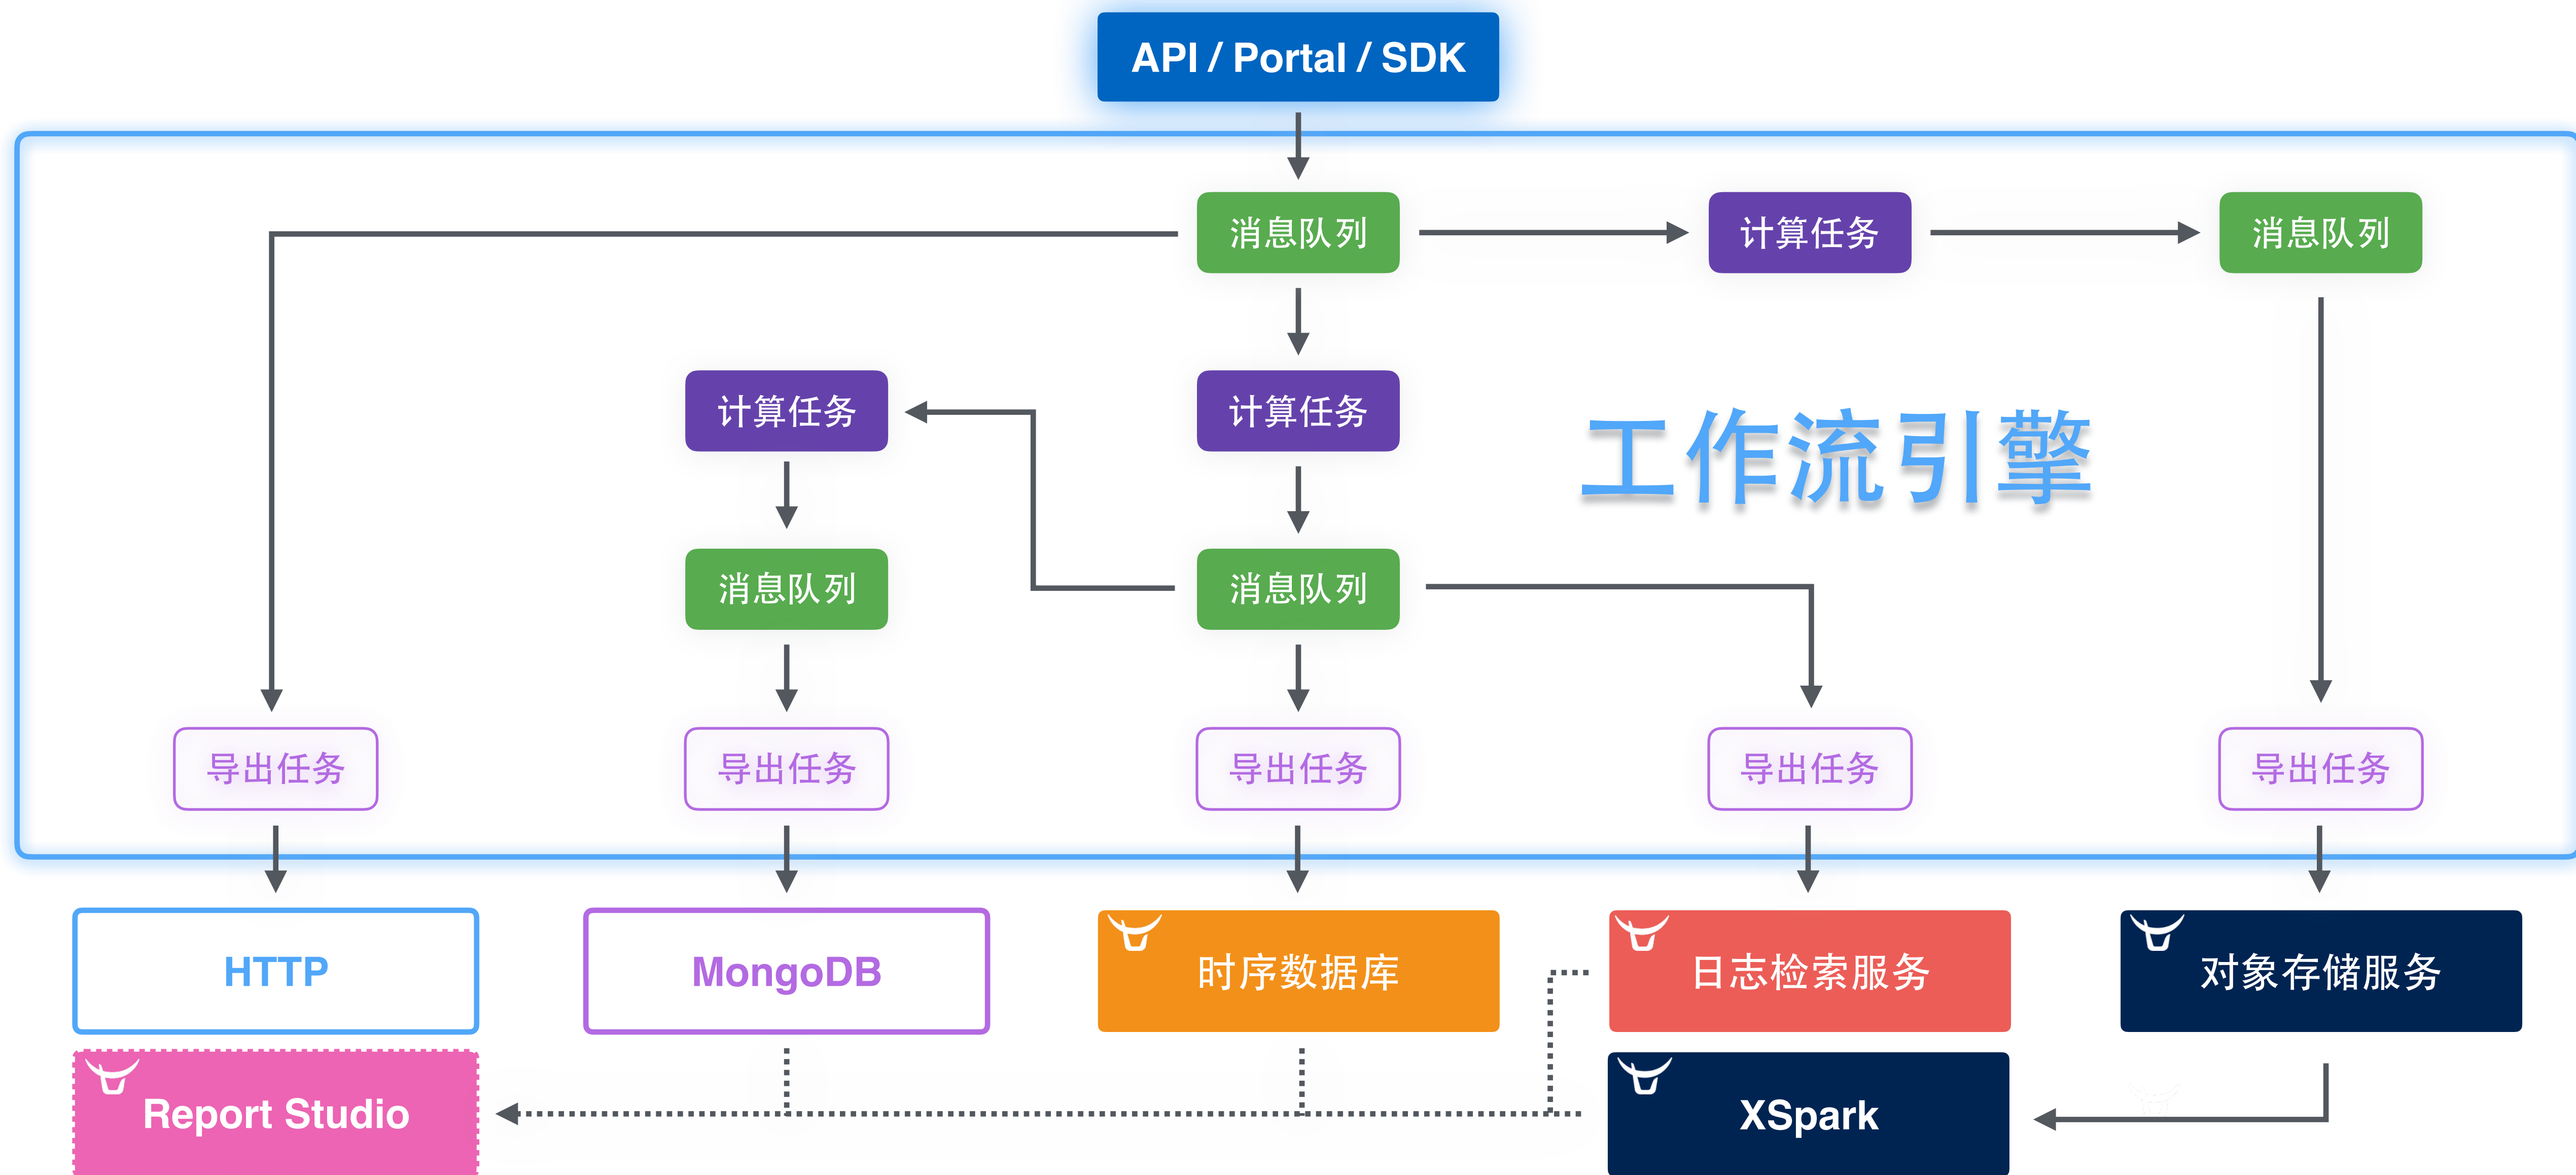 API / Portal / SDK
消息队列
计算任务
消息队列
计算任务
计算任务
工作流引擎
消息队列
消息队列
导出任务
导出任务
导出任务
导出任务
导出任务
HTTP
MongoDB
时序数据库
日志检索服务
对象存储服务
Report Studio
XSpark